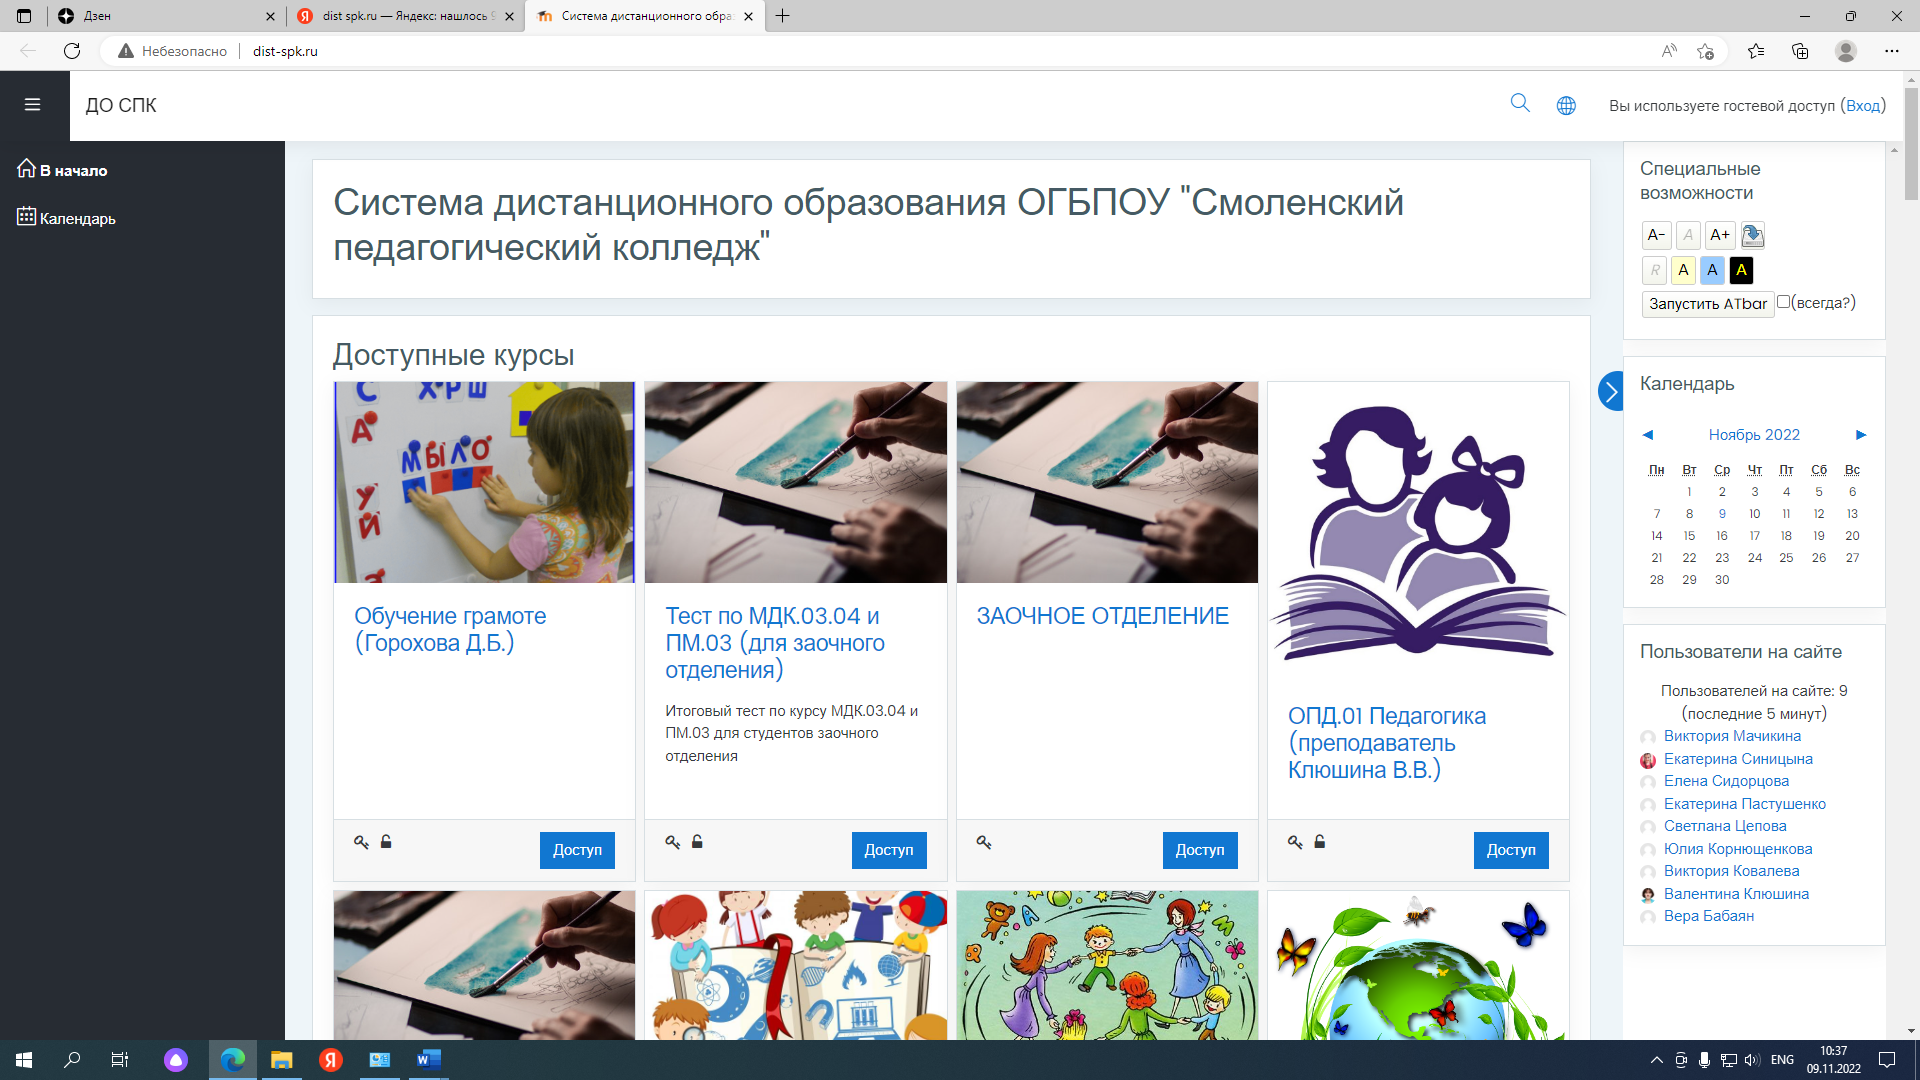 Дзен
dist spk.ru — Яндекс: нашлось
Система дистанционного обра
Небезопасно
dist-spk.ru
ДО СПК
Вы используете гостевой доступ (Вход)
В начало
Календарь
Система дистанционного образования ОГБПОУ "Смоленский
педагогический колледж"
Доступные курсы
С Х Р Ш
А
МЫЛО
У
Й
Обучение грамоте
(Горохова Д.Б.)
Доступ
Тест по МДК.03.04 и
ПМ.03 (для заочного
отделения)
Итоговый тест по курсу МДК.03.04 и
ПМ.03 для студентов заочного
отделения
Доступ
ЗАОЧНОЕ ОТДЕЛЕНИЕ
Доступ
ОПД.01 Педагогика
(преподаватель
Клюшина В.В.)
Доступ
Специальные
возможности
A- A A+
R A A A
Запустить ATbar (всегда?)
Календарь
◄ Ноябрь 2022 ►
Пн Вт Ср Чт Пт Сб Вс
1 2 3 4 5 6
7 8 9 10 11 12 13
14 15 16 17 18 19 20
21 22 23 24 25 26 27
28 29 30
Пользователи на сайте
Пользователей на сайте: 9
(последние 5 минут)
Виктория Мачикина
Екатерина Синицына
Елена Сидорцова
Екатерина Пастушенко
Светлана Цепова
Юлия Корнющенкова
Виктория Ковалева
Валентина Клюшина
Вера Бабаян
ENG
10:37
09.11.2022